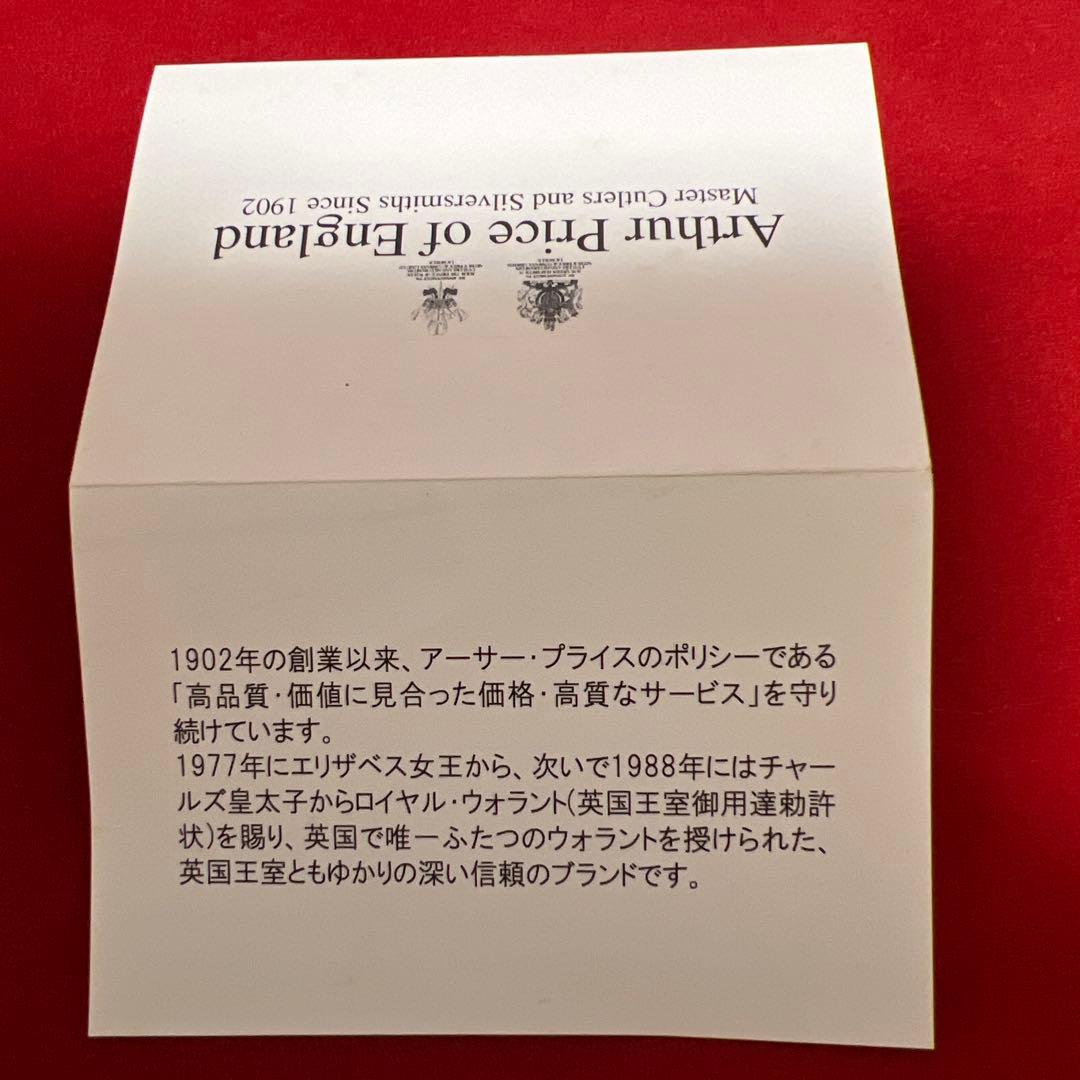 Arthur Price of England
Master Cutlers and Silversmiths Since 1902
1902年の創業以来、アーサー・プライスのポリシーである
「高品質・価値に見合った価格・高質なサービス」を守り
続けています。
1977年にエリザベス女王から、次いで1988年にはチャー
ルズ皇太子からロイヤル・ウォラント(英国王室御用達勅許
状)を賜り、英国で唯一ふたつのウォラントを授けられた、
英国王室ともゆかりの深い信頼のブランドです。